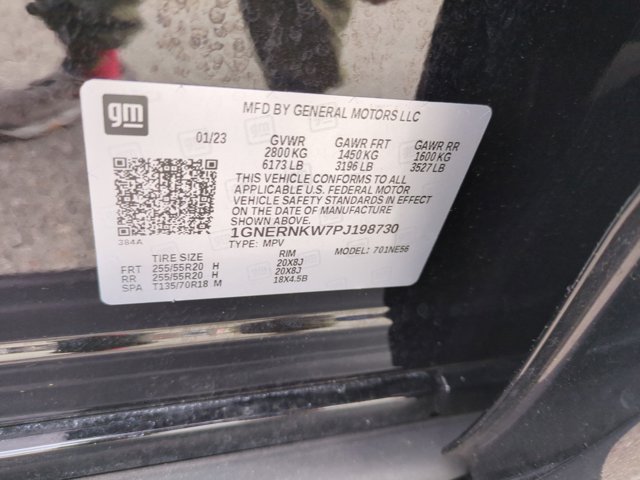 gm
MFD BY GENERAL MOTORS LLC
01/23 GVWR GAWR FRT GAWR RR
2800 KG 1450 KG 1600 KG
6173 LB 3196 LB 3527 LB
THIS VEHICLE CONFORMS TO ALL
APPLICABLE U.S. FEDERAL MOTOR
VEHICLE SAFETY STANDARDS IN EFFECT
ON THE DATE OF MANUFACTURE
SHOWN ABOVE.
1GNERNKW7PJ198730
TYPE: MPV MODEL: 701NE56
384A
TIRE SIZE RIM
FRT 255/55R20 H 20X8J
RR 255/55R20 H 20X8J
SPA T135/70R18 M 18X4.5B